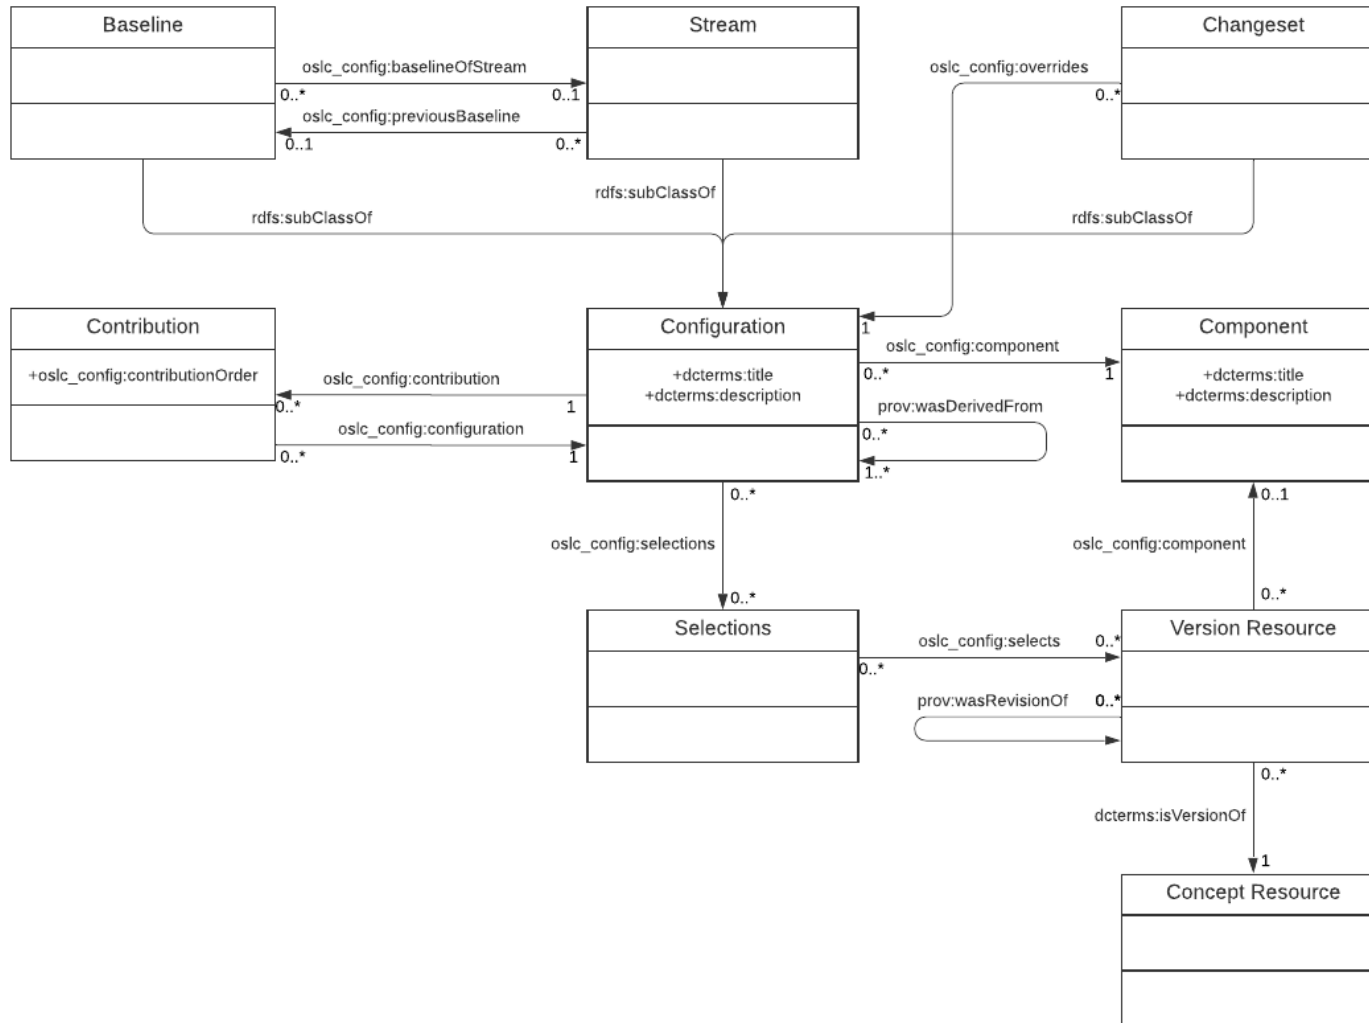 Baseline
Stream
Changeset
oslc_config:baselineOfStream
0..*
0..1
oslc_config:previousBaseline
0..1
0..*
oslc_config:overrides
0..*
rdfs:subClassOf
rdfs:subClassOf
rdfs:subClassOf
Contribution
+oslc_config:contributionOrder
Configuration
+dcterms:title
+dcterms:description
Component
+dcterms:title
+dcterms:description
1
oslc_config:component
0..*
1
oslc_config:contribution
0..*
1
prov:wasDerivedFrom
0..*
1..*
oslc_config:configuration
0..*
1
0..*
oslc_config:selections
0..*
0..1
oslc_config:component
0..*
Selections
Version Resource
oslc_config:selects
0..*
0..*
prov:wasRevisionOf
0..*
0..*
dcterms:isVersionOf
1
Concept Resource